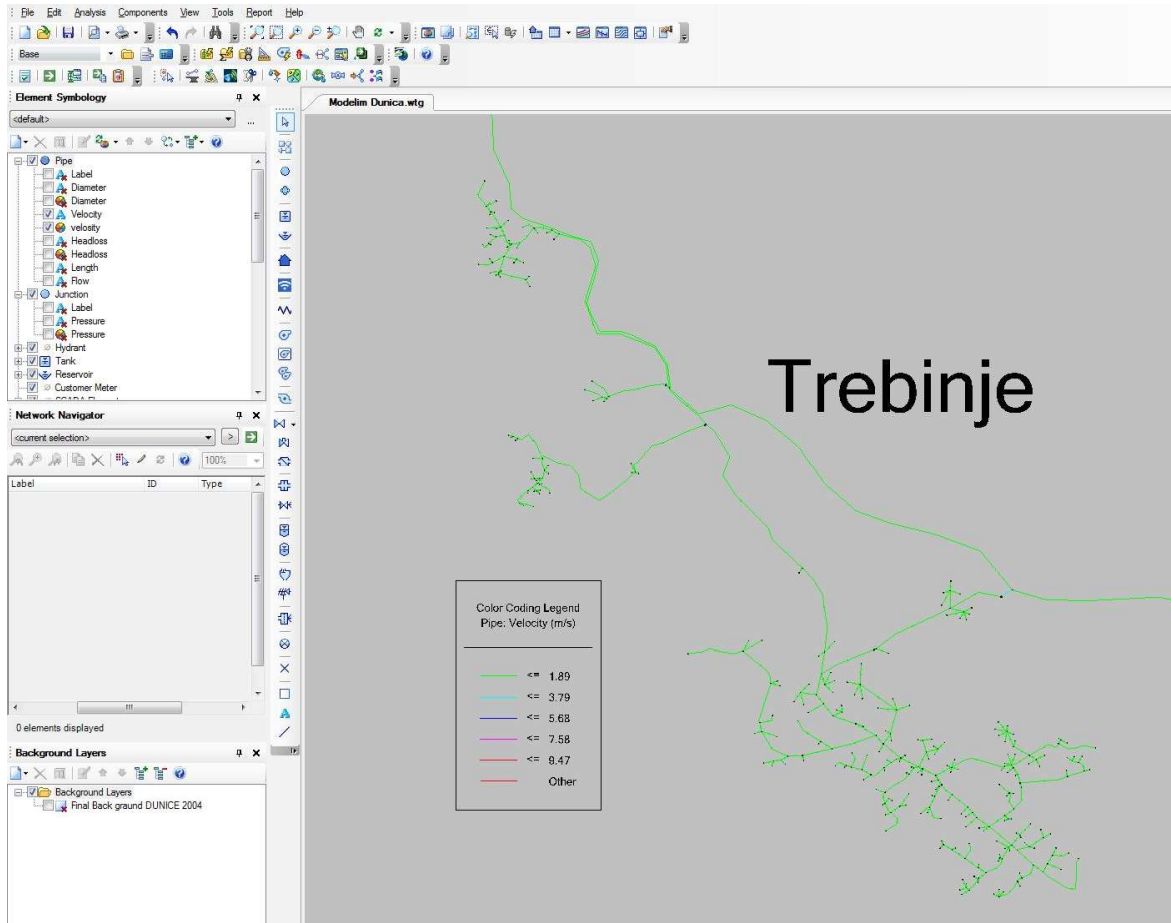 File Edit Analysis Components View Tools Report Help
Base
Element Symbology
<default>
...
Pipe
Label
Diameter
Diameter
Velocity
velosity
Headloss
Headloss
Length
Flow
Junction
Label
Pressure
Pressure
Hydrant
Tank
Reservoir
Customer Meter
Network Navigator
<current selection>
>
100%
Label ID Type
0 elements displayed
Background Layers
Background Layers
Final Back ground DUNICE 2004
Modelim Dunica.wtg
Trebinje
Color Coding Legend
Pipe: Velocity (m/s)
<= 1.89
<= 3.79
<= 5.68
<= 7.58
<= 9.47
Other